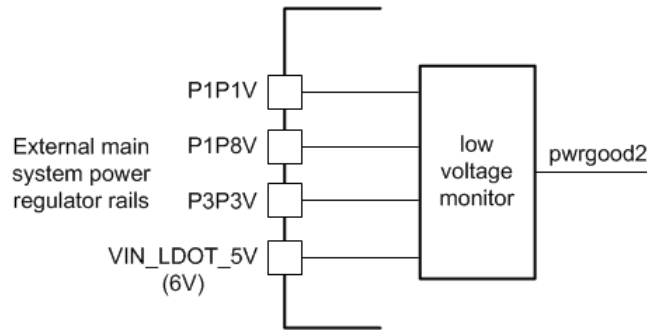 P1P1V
P1P8V
External main
system power
regulator rails
P3P3V
VIN_LDOT_5V
(6V)
low
voltage
monitor
pwrgood2